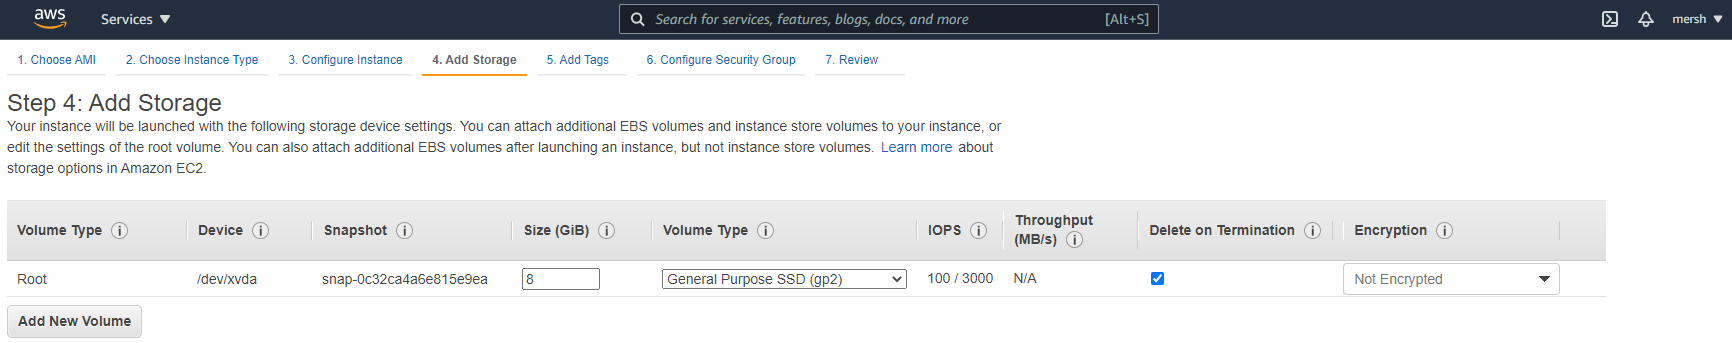 aws Services Search for services, features, blogs, docs, and more [Alt+S] mersh
1. Choose AMI 2. Choose Instance Type 3. Configure Instance 4. Add Storage 5. Add Tags 6. Configure Security Group 7. Review
Step 4: Add Storage
Your instance will be launched with the following storage device settings. You can attach additional EBS volumes and instance store volumes to your instance, or
edit the settings of the root volume. You can also attach additional EBS volumes after launching an instance, but not instance store volumes. Learn more about
storage options in Amazon EC2.
Volume Type i Device i Snapshot i Size (GiB) i Volume Type i IOPS i Throughput (MB/s) i Delete on Termination i Encryption i
Root /dev/xvda snap-0c32ca4a6e815e9ea 8 General Purpose SSD (gp2) 100 / 3000 N/A Not Encrypted
Add New Volume